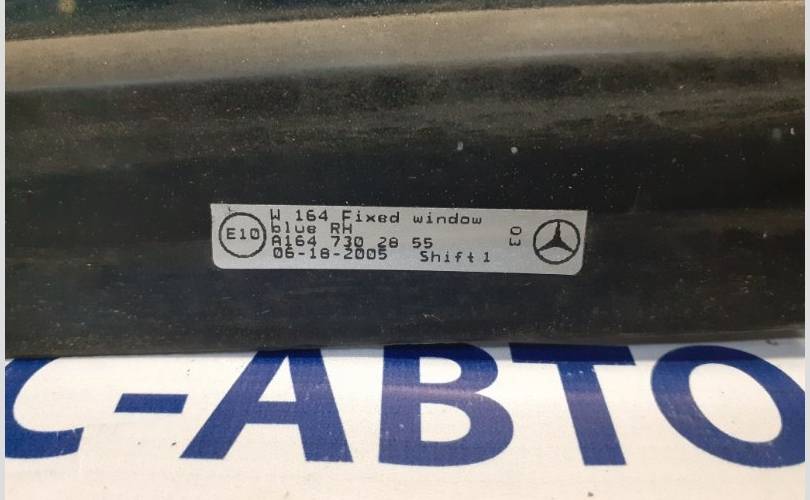 E10
W 164 Fixed window
blue RH
A164 730 28 55
06-18-2005 Shift 1
03
С-АВТО